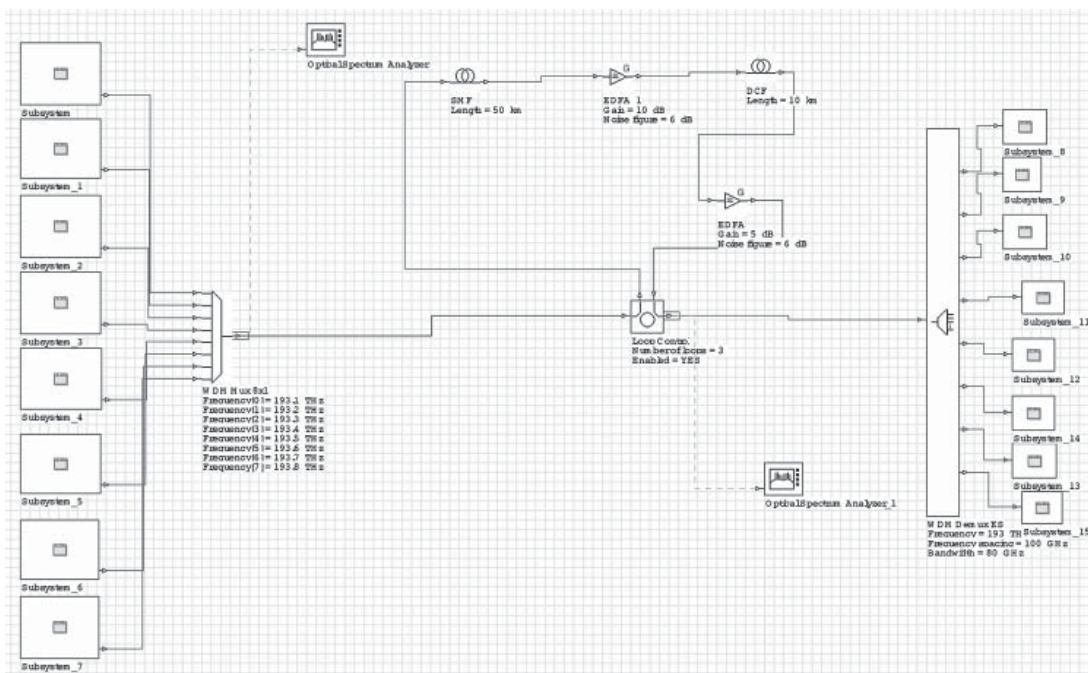 Optical Spectrum Analyzer
Subsystem
SMF
Length = 50 km
EDFA 1
Gain = 10 dB
Noise figure = 6 dB
DCF
Length = 10 km
Subsystem_1
Subsystem_2
Subsystem_3
Subsystem_4
Subsystem_5
Subsystem_6
Subsystem_7
G
G
EDFA
Gain = 5 dB
Noise figure = 6 dB
WDM Mux 8x1
Frequency[0] = 193.1 THz
Frequency[1] = 193.2 THz
Frequency[2] = 193.3 THz
Frequency[3] = 193.4 THz
Frequency[4] = 193.5 THz
Frequency[5] = 193.6 THz
Frequency[6] = 193.7 THz
Frequency[7] = 193.8 THz
Loop Control
Number of loops = 3
Enabled = YES
Optical Spectrum Analyzer_1
Subsystem_8
Subsystem_9
Subsystem_10
Subsystem_11
Subsystem_12
Subsystem_14
Subsystem_13
Subsystem_15
WDM Demux ES
Frequency = 193 TH
Frequency spacing = 100 GHz
Bandwidth = 80 GHz